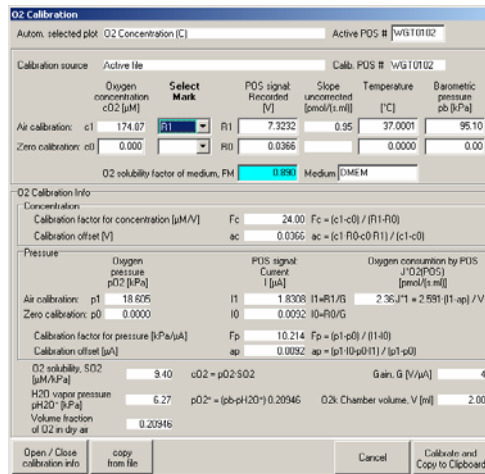 O2 Calibration
Autom. selected plot O2 Concentration (C) Active POS # WGT0102
Calibration source Active file Calib. POS # WGT0102
Oxygen concentration cO2 [µM] Select Mark POS signal: Recorded [V] Slope uncorrected [pmol/(s.ml)] Temperature [°C] Barometric pressure pb [kPa]
Air calibration: c1 174.07 R1 R1 7.3232 0.95 37.0001 95.10
Zero calibration: c0 0.000 R0 0.0366 0.0000 0.00
O2 solubility factor of medium, FM 0.890 Medium DMEM
O2 Calibration Info
Concentration
Calibration factor for concentration [µM/V] Fc 24.00 Fc = (c1-c0) / (R1-R0)
Calibration offset [V] ac 0.0366 ac = (c1·R0-c0·R1) / (c1-c0)
Pressure
Oxygen pressure pO2 [kPa] POS signal: Current I [µA] Oxygen consumtion by POS J°O2(POS) [pmol/(s.ml)]
Air calibration: p1 18.605 I1 1.8308 I1=R1/G 2.36 J°1 = 2.591·(I1-ap) / V
Zero calibration: p0 0.0000 I0 0.0092 I0=R0/G
Calibration factor for pressure [kPa/µA] Fp 10.214 Fp = (p1-p0) / (I1-I0)
Calibration offset [µA] ap 0.0092 ap = (p1·I0-p0·I1) / (p1-p0)
O2 solubility, SO2 [µM/kPa] 9.40 cO2 = pO2·SO2 Gain, G [V/µA] 4
H2O vapor pressure pH2O* [kPa] 6.27 pO2* = (pb-pH2O*)·0.20946 O2k Chamber volume, V [ml] 2.00
Volume fraction of O2 in dry air 0.20946
Open / Close calibration info copy from file Cancel Calibrate and Copy to Clipboard